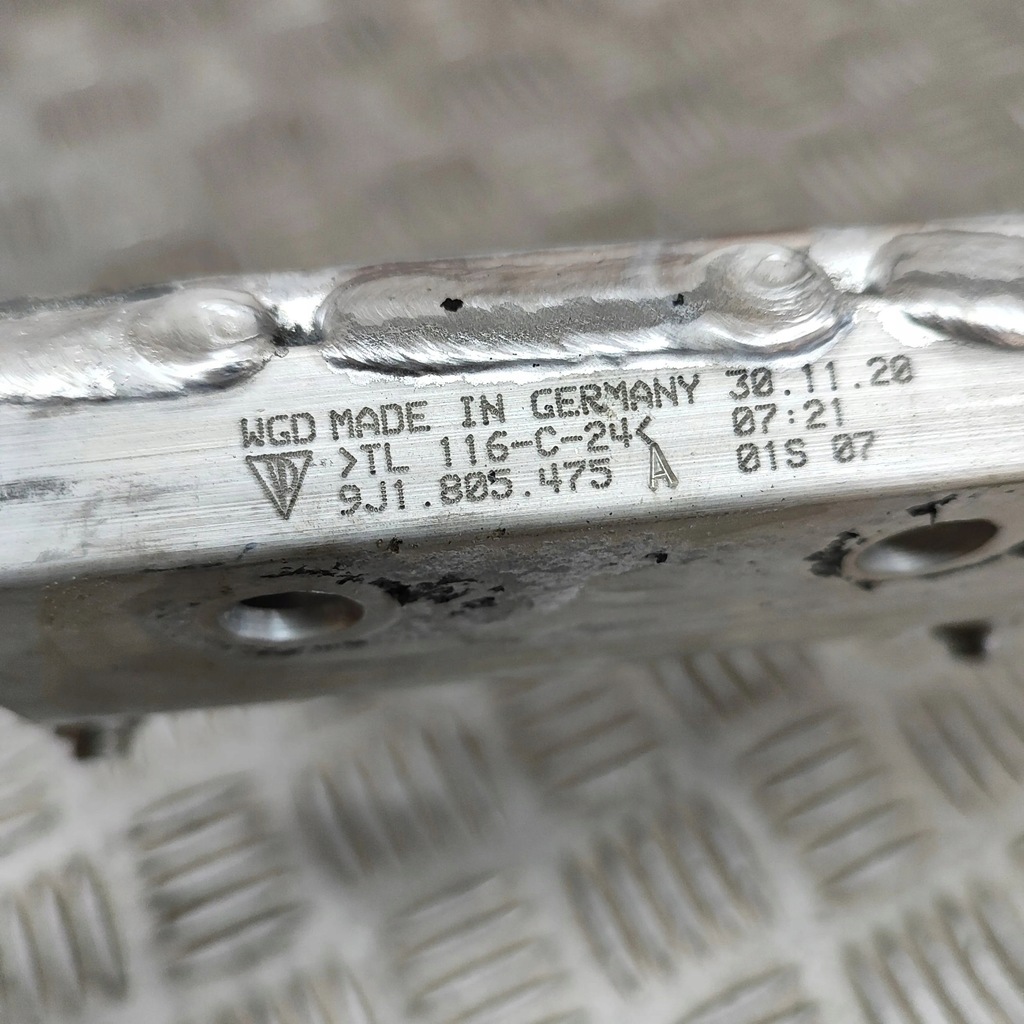 WGD MADE IN GERMANY 30.11.20
>TL 116-C-24< 07:21
9J1.805.475 A 01S 07